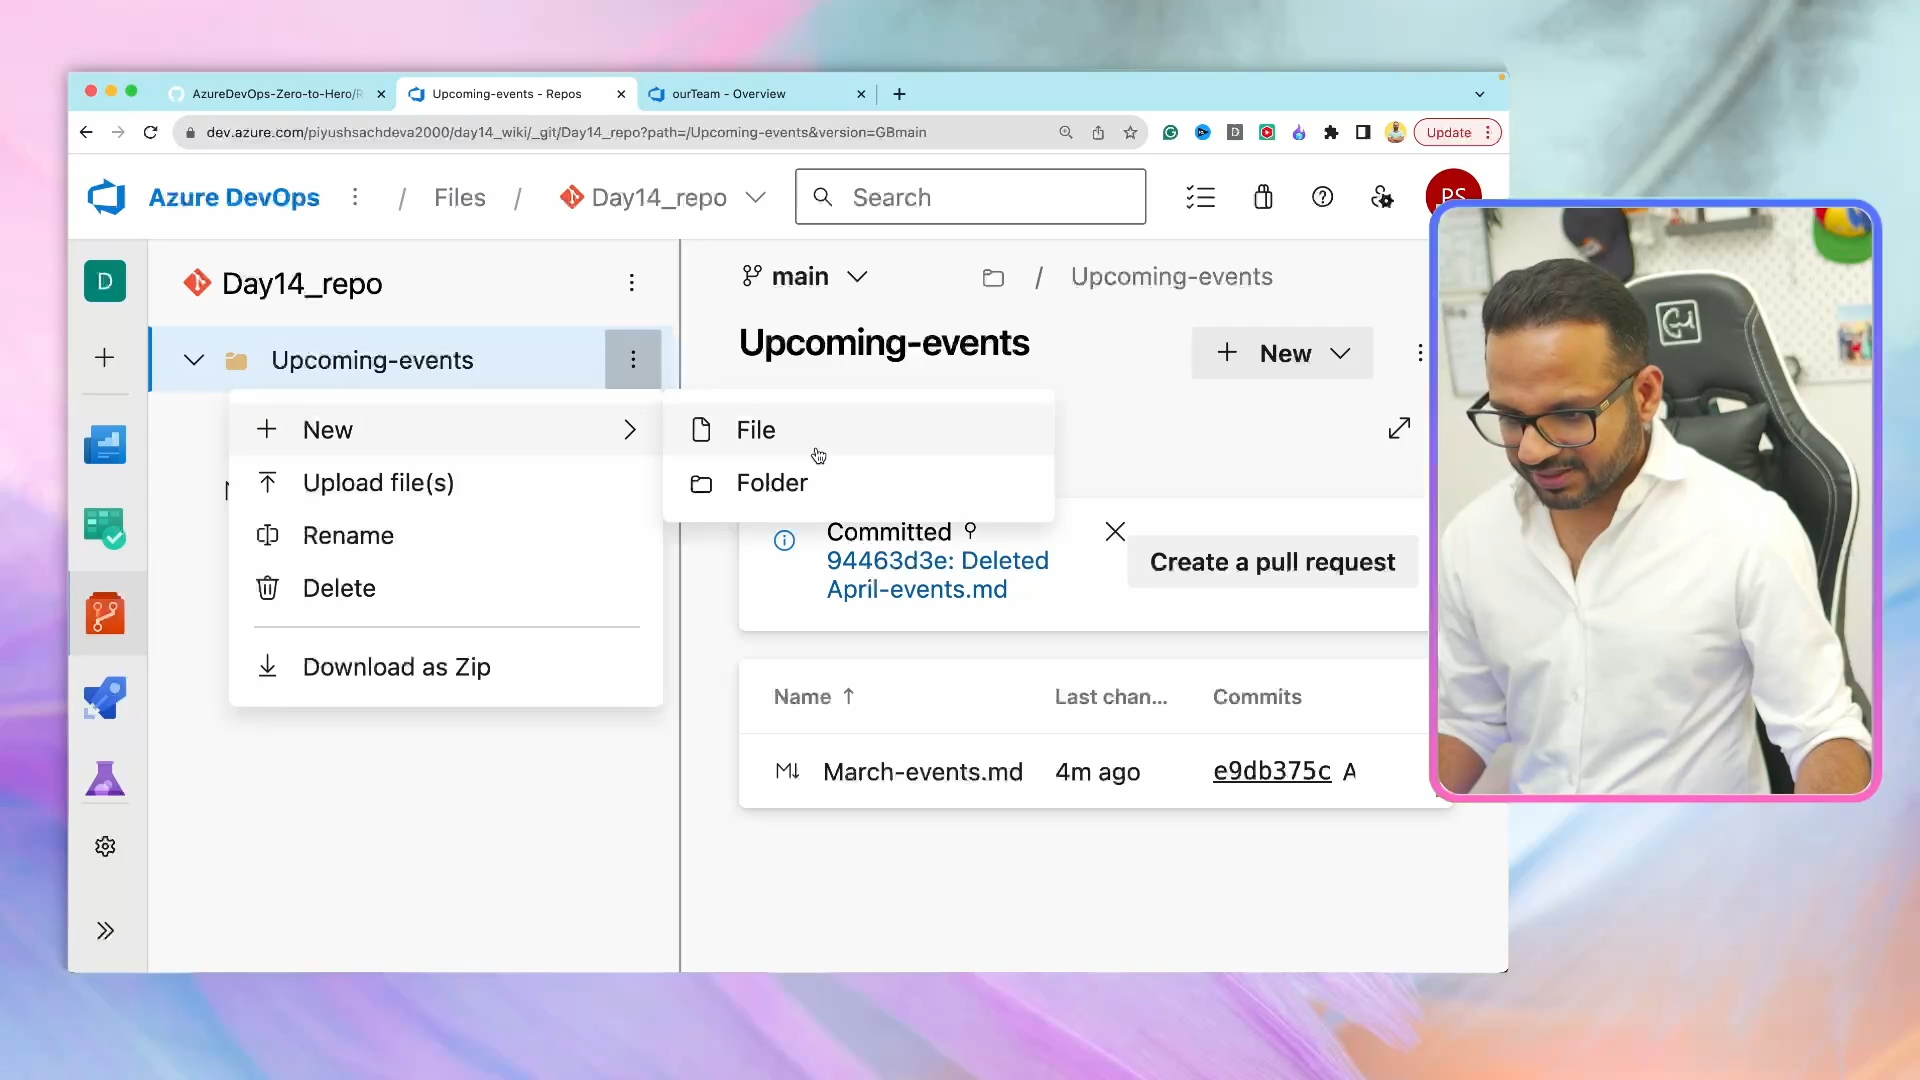 AzureDevOps-Zero-to-Hero/R
Upcoming-events - Repos
ourTeam - Overview
dev.azure.com/piyushsachdeva2000/day14_wiki/_git/Day14_repo?path=/Upcoming-events&version=GBmain
Update
Azure DevOps / Files / Day14_repo
Search
PS
D
Day14_repo
main
/ Upcoming-events
Upcoming-events
Upcoming-events
New
New
File
Upload file(s)
Folder
Rename
Committed
94463d3e: Deleted
April-events.md
Create a pull request
Delete
Download as Zip
Name Last chan... Commits
March-events.md 4m ago e9db375c A